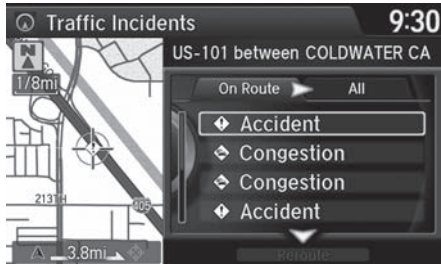 Traffic Incidents
9:30
N
1/8mi
US-101 between COLDWATER CA
On Route
All
Accident
Congestion
Congestion
Accident
213TH
405
3.8mi
Reroute